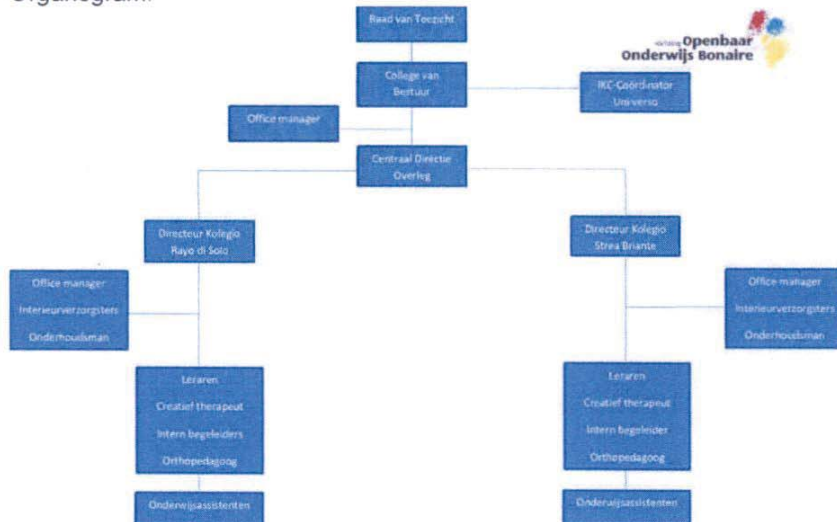 Organogram:
Raad van Toezicht
stichting Openbaar
Onderwijs Bonaire
College van
Bestuur
IKC-Coördinator
Universo
Office manager
Centraal Directie
Overleg
Directeur Kolegio
Rayo di Solo
Directeur Kolegio
Strea Briante
Office manager
Interieurverzorgsters
Onderhoudsman
Office manager
Interieurverzorgsters
Onderhoudsman
Leraren
Creatief therapeut
Intern begeleiders
Orthopedagoog
Leraren
Creatief therapeut
Intern begeleider
Orthopedagoog
Onderwijsassistenten
Onderwijsassistenten